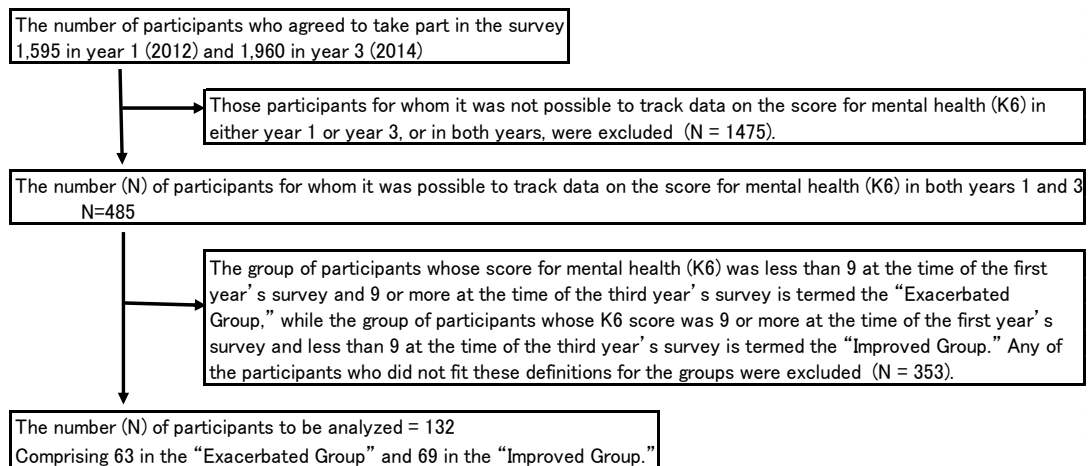 The number of participants who agreed to take part in the survey
1,595 in year 1 (2012) and 1,960 in year 3 (2014)
Those participants for whom it was not possible to track data on the score for mental health (K6) in
either year 1 or year 3, or in both years, were excluded (N = 1475).
The number (N) of participants for whom it was possible to track data on the score for mental health (K6) in both years 1 and 3
N=485
The group of participants whose score for mental health (K6) was less than 9 at the time of the first
year's survey and 9 or more at the time of the third year's survey is termed the “Exacerbated
Group,” while the group of participants whose K6 score was 9 or more at the time of the first year's
survey and less than 9 at the time of the third year's survey is termed the “Improved Group.” Any of
the participants who did not fit these definitions for the groups were excluded (N = 353).
The number (N) of participants to be analyzed = 132
Comprising 63 in the “Exacerbated Group” and 69 in the “Improved Group.”